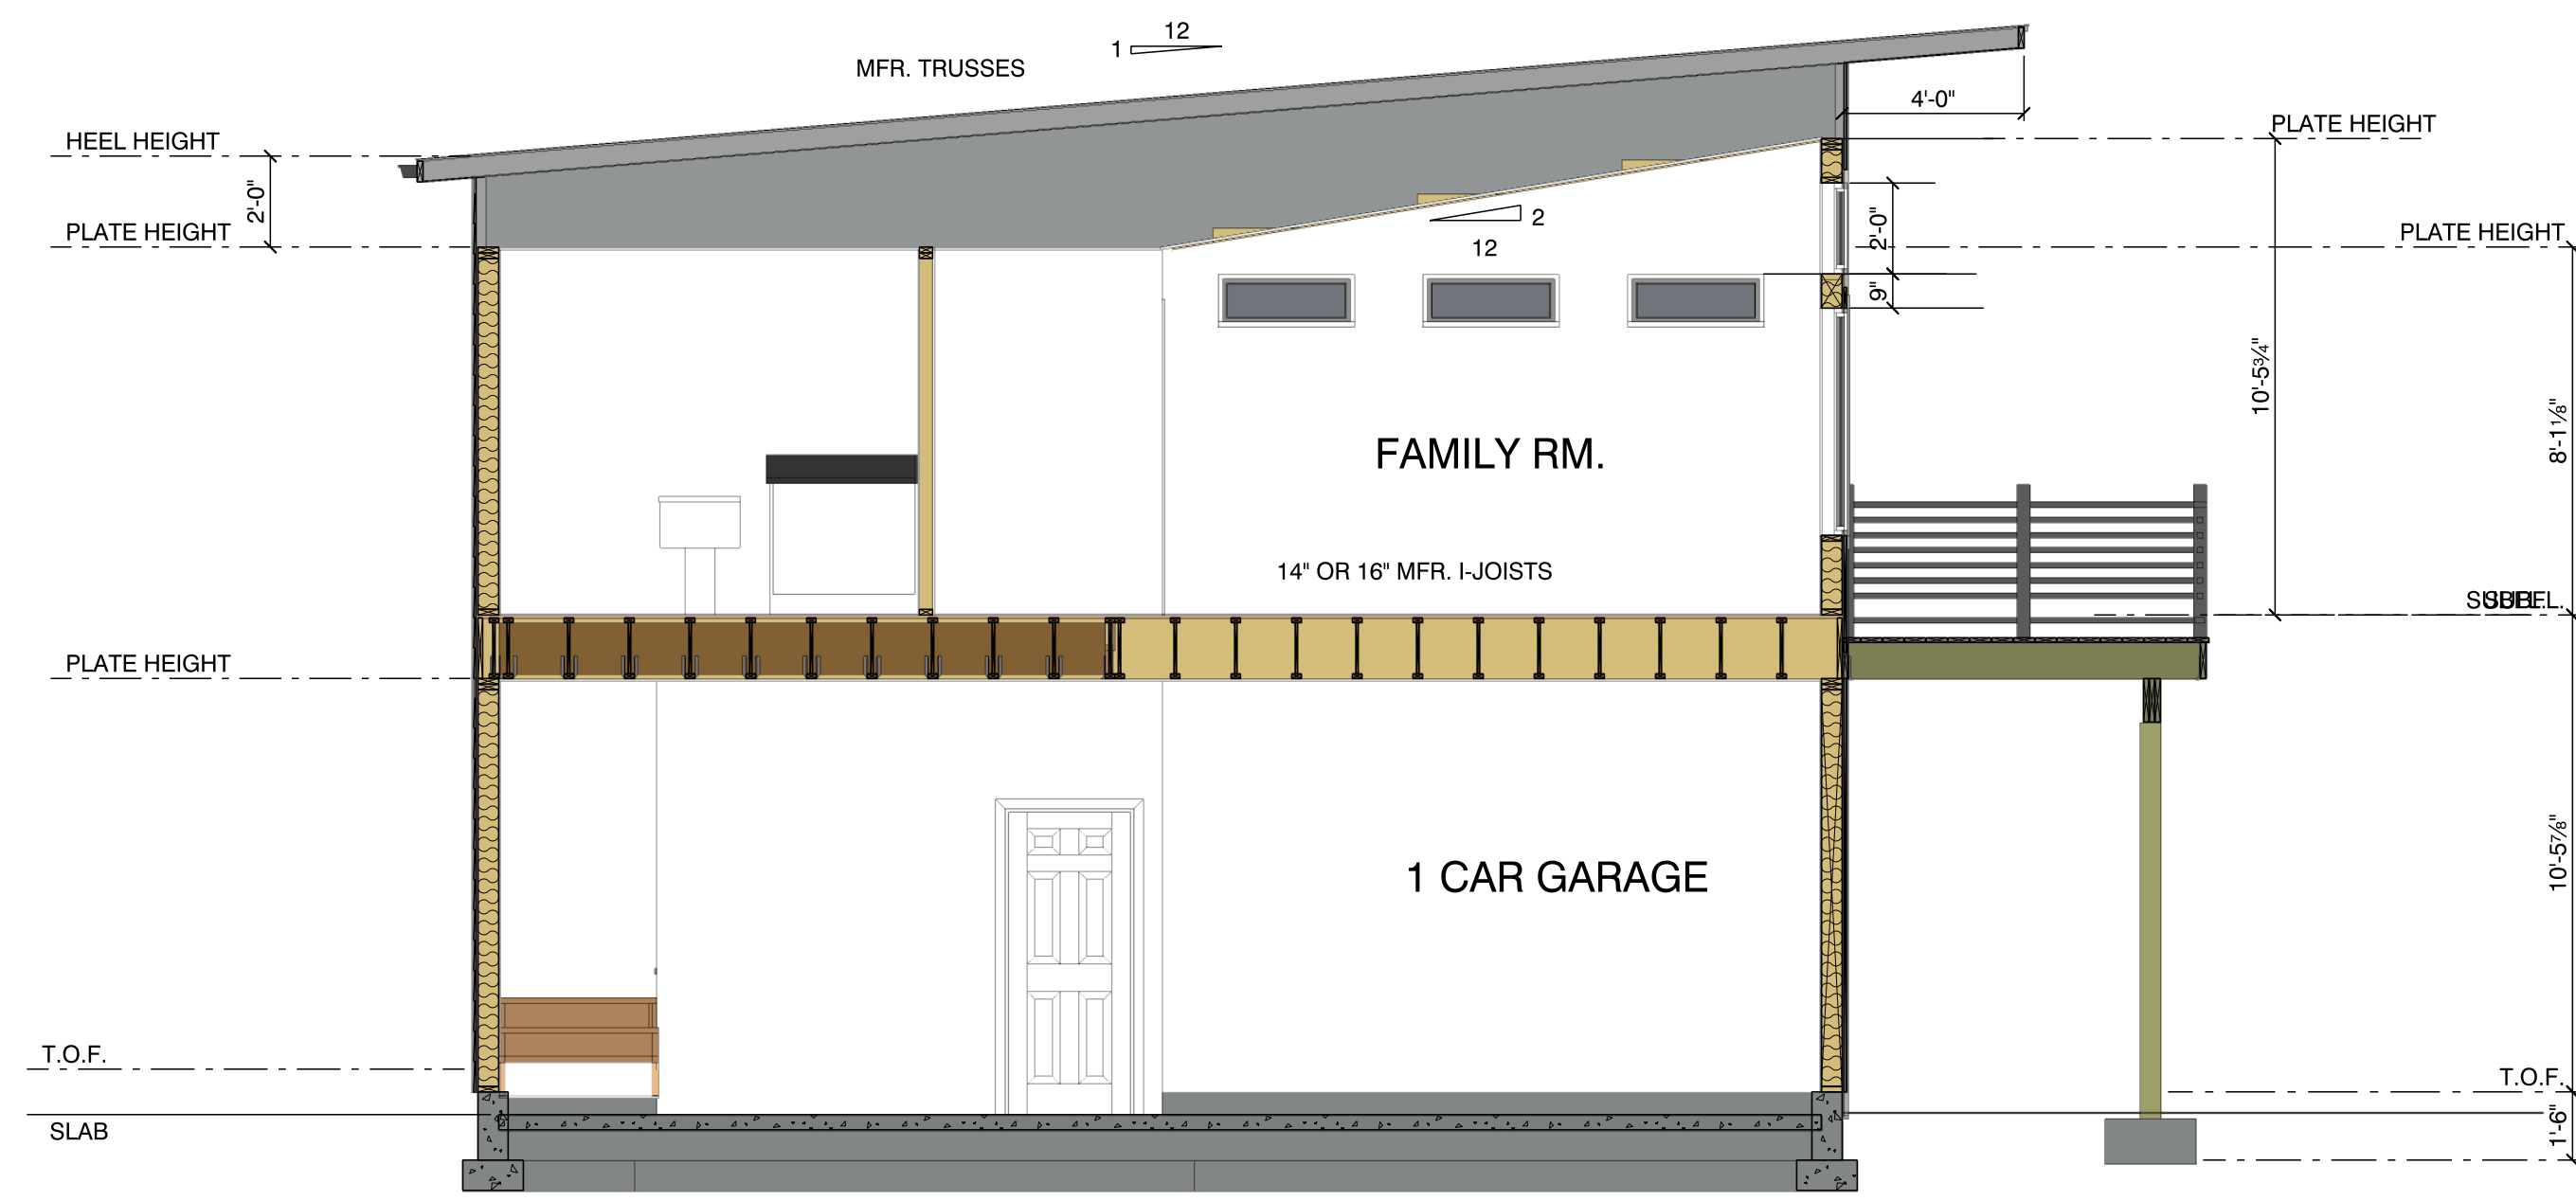 12
1
MFR. TRUSSES
4'-0"
HEEL HEIGHT
PLATE HEIGHT
2'-0"
2'-0"
2
PLATE HEIGHT
PLATE HEIGHT
12
9"
10'-5¾"
8'-1⅛"
FAMILY RM.
14" OR 16" MFR. I-JOISTS
SUBFL.
PLATE HEIGHT
10'-5⅞"
1 CAR GARAGE
T.O.F.
T.O.F.
SLAB
1'-6"